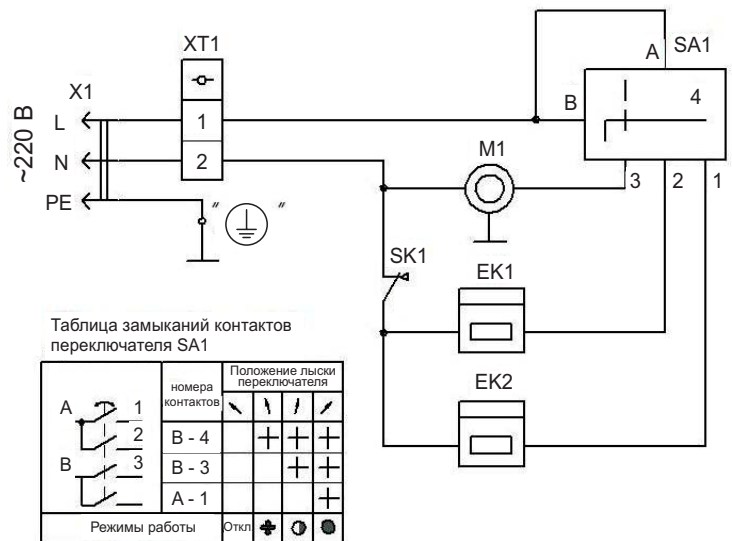 XT1
X1
~220 В
L
N
PE
1
2
" "
A
SA1
B
4
M1
3
2
1
SK1
EK1
EK2
Таблица замыканий контактов
переключателя SA1
номера
контактов
Положение лыски
переключателя
A
1
2
B
3
B - 4
+ + +
B - 3
+ +
A - 1
+
Режимы работы
Откл